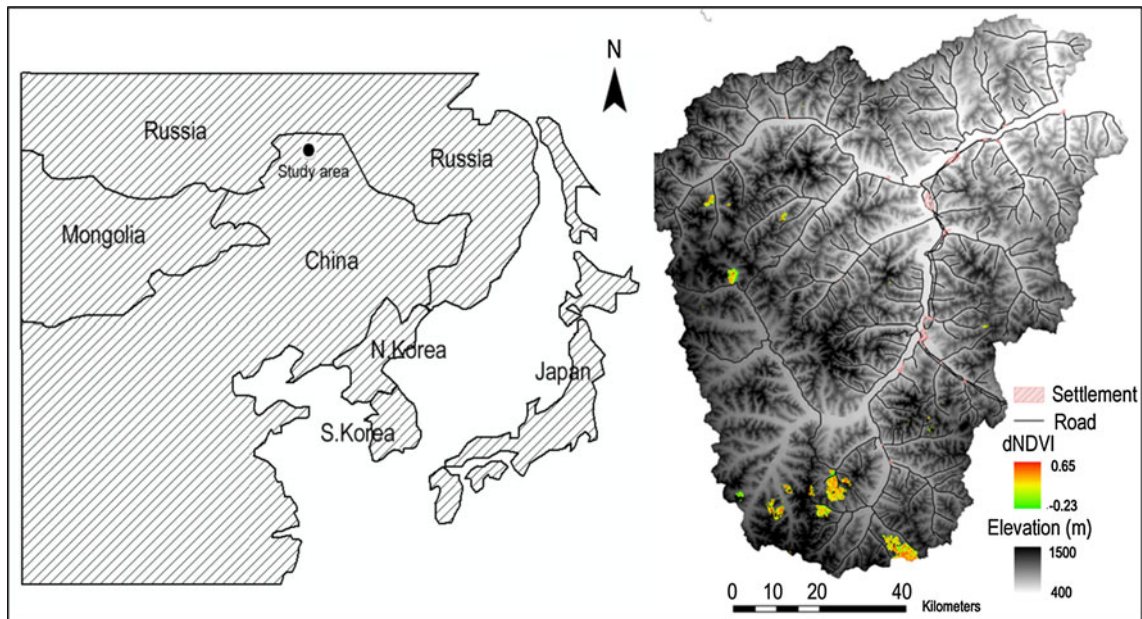 N
Russia
Russia
Study area
Mongolia
China
N.Korea
Japan
S.Korea
Settlement
Road
dNDVI
0.65
-0.23
Elevation (m)
1500
400
0 10 20 40
Kilometers